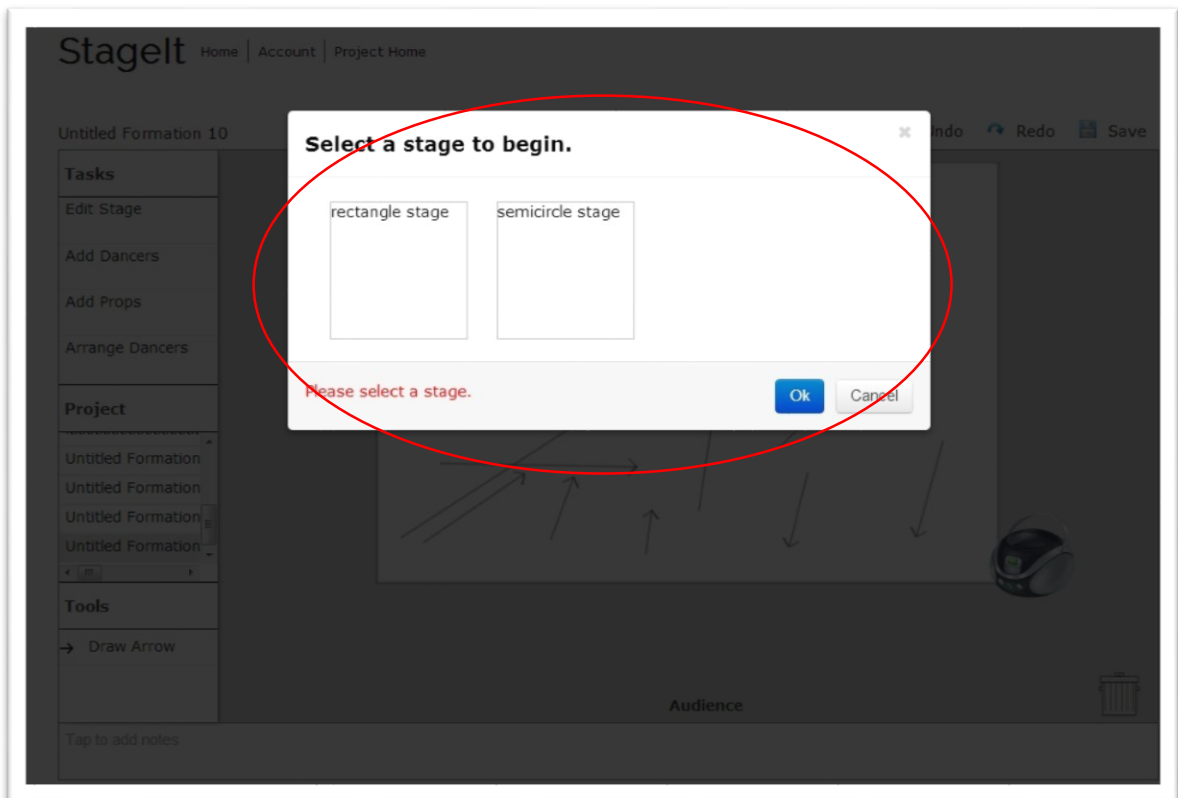 StageIt Home | Account | Project Home
Untitled Formation 10
ndo Redo Save
Select a stage to begin.
rectangle stage semicircle stage
Please select a stage.
Ok Cancel
Tasks
Edit Stage
Add Dancers
Add Props
Arrange Dancers
Project
Untitled Formation
Untitled Formation
Untitled Formation
Untitled Formation
Tools
→ Draw Arrow
Audience
Tap to add notes